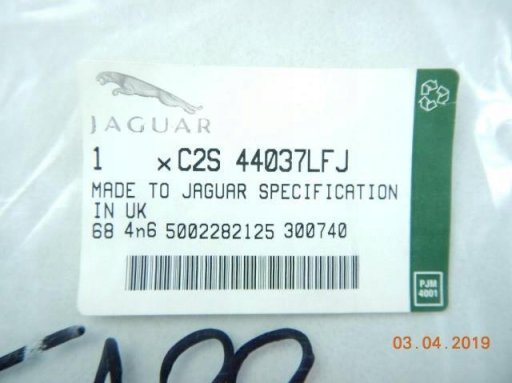 JAGUAR
1 x C2S 44037LFJ
MADE TO JAGUAR SPECIFICATION
IN UK
68 4n6 5002282125 300740
PJM
4001
03.04.2019